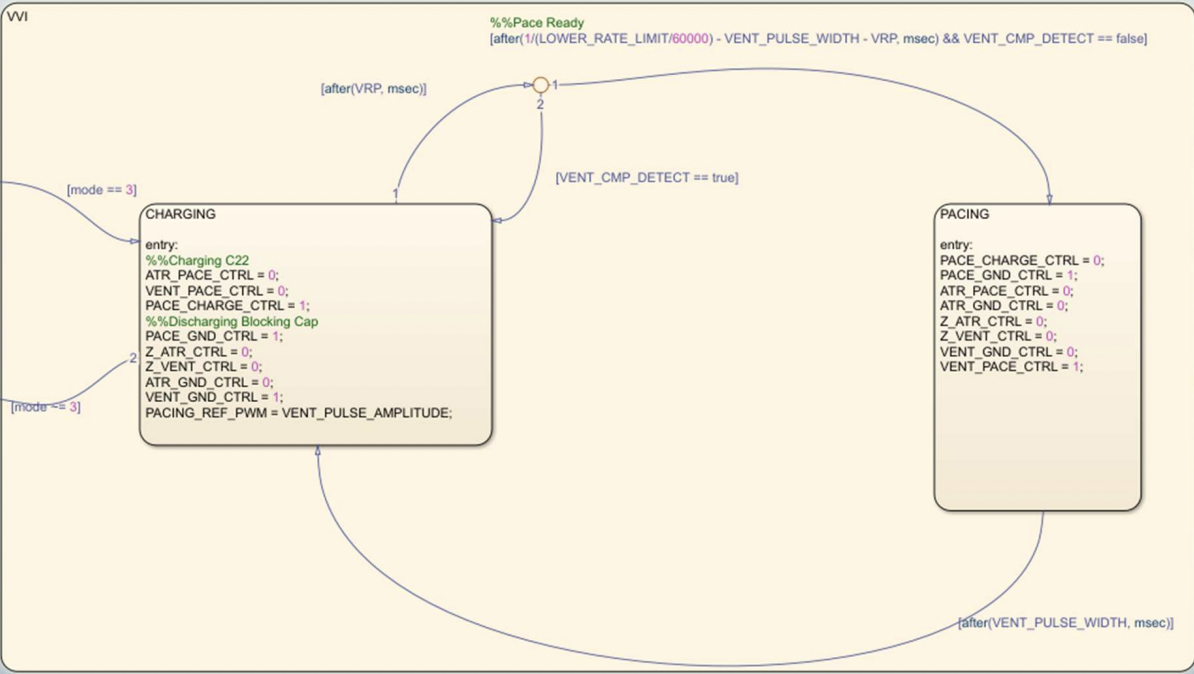 VVI
%%Pace Ready
[after(1/(LOWER_RATE_LIMIT/60000) - VENT_PULSE_WIDTH - VRP, msec) && VENT_CMP_DETECT == false]
[after(VRP, msec)]
1
2
[VENT_CMP_DETECT == true]
[mode == 3]
1
CHARGING
entry:
%%Charging C22
ATR_PACE_CTRL = 0;
VENT_PACE_CTRL = 0;
PACE_CHARGE_CTRL = 1;
%%Discharging Blocking Cap
PACE_GND_CTRL = 1;
Z_ATR_CTRL = 0;
Z_VENT_CTRL = 0;
ATR_GND_CTRL = 0;
VENT_GND_CTRL = 1;
PACING_REF_PWM = VENT_PULSE_AMPLITUDE;
2
[mode ~= 3]
PACING
entry:
PACE_CHARGE_CTRL = 0;
PACE_GND_CTRL = 1;
ATR_PACE_CTRL = 0;
ATR_GND_CTRL = 0;
Z_ATR_CTRL = 0;
Z_VENT_CTRL = 0;
VENT_GND_CTRL = 0;
VENT_PACE_CTRL = 1;
[after(VENT_PULSE_WIDTH, msec)]